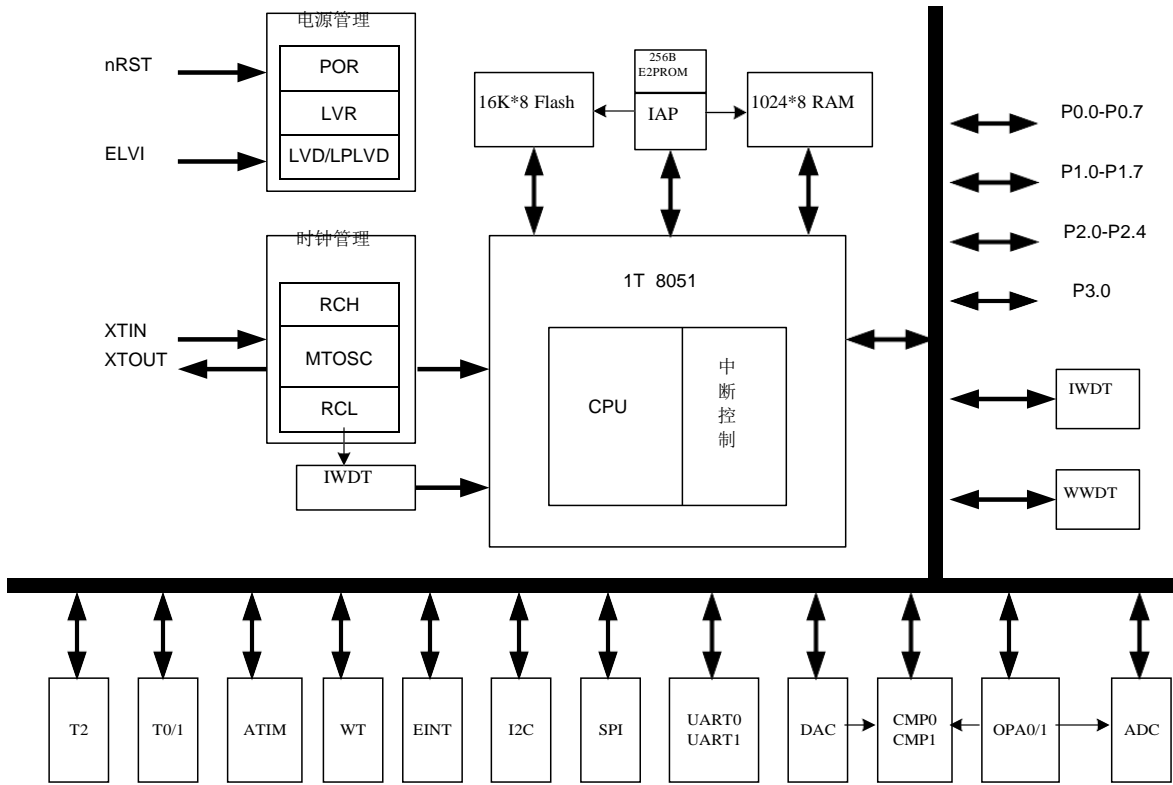 电源管理
nRST
POR
LVR
ELVI
LVD/LPLVD
16K*8 Flash
256B
E2PROM
IAP
1024*8 RAM
P0.0-P0.7
P1.0-P1.7
P2.0-P2.4
P3.0
时钟管理
RCH
XTIN
XTOUT
MTOSC
RCL
IWDT
1T 8051
CPU
中
断
控
制
IWDT
WWDT
T2
T0/1
ATIM
WT
EINT
I2C
SPI
UART0
UART1
DAC
CMP0
CMP1
OPA0/1
ADC